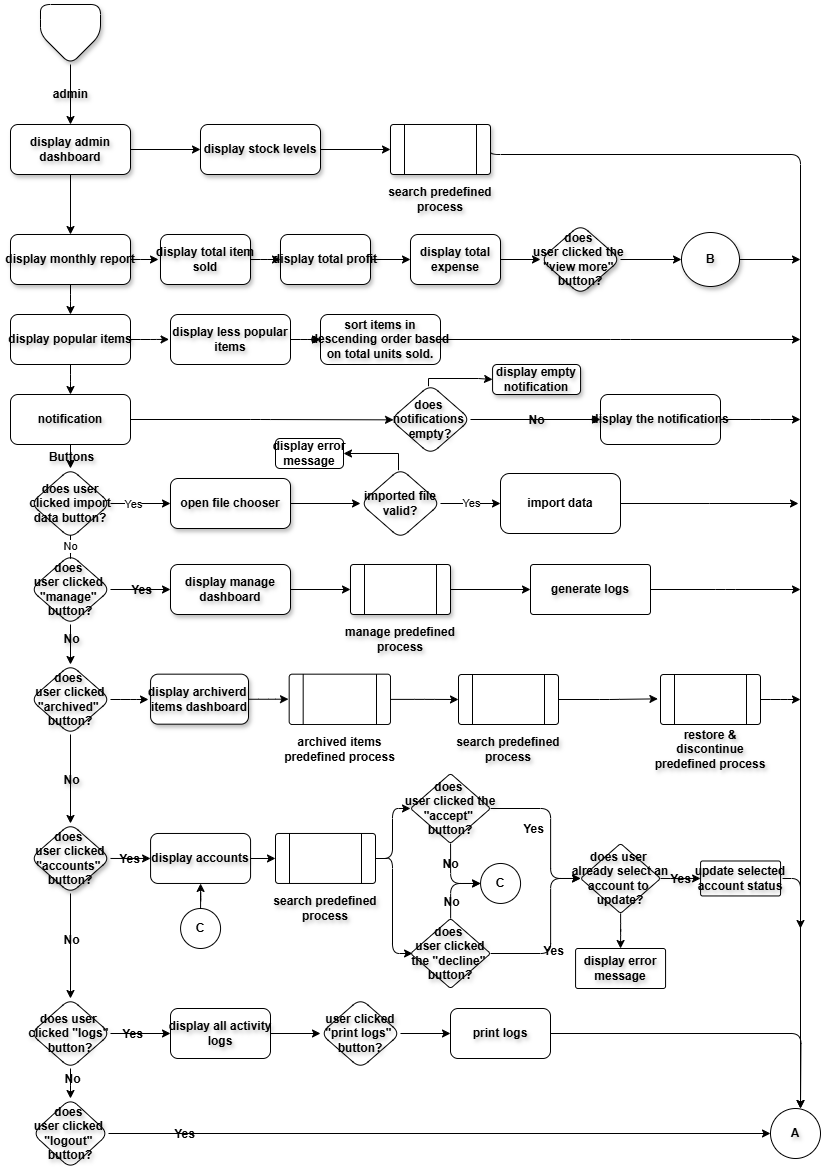 admin
display admin
dashboard
display stock levels
search predefined
process
display monthly report
display total item
sold
display total profit
display total
expense
does
user clicked the
"view more"
button?
B
display popular items
display less popular
items
sort items in
descending order based
on total units sold.
display empty
notification
notification
does
notifications
empty?
No
display the notifications
Buttons
display error
message
does user
clicked import
data button?
Yes
open file chooser
imported file
valid?
Yes
import data
No
does
user clicked
"manage"
button?
Yes
display manage
dashboard
manage predefined
process
generate logs
No
does
user clicked
"archived"
button?
display archiverd
items dashboard
archived items
predefined process
search predefined
process
restore &
discontinue
predefined process
No
does
user clicked the
"accept"
button?
Yes
does
user clicked
"accounts"
button?
Yes
display accounts
search predefined
process
No
C
No
does user
already select an
account to
update?
Yes
update selected
account status
C
does
user clicked
the "decline"
button?
Yes
display error
message
No
does user
clicked "logs"
button?
Yes
display all activity
logs
user clicked
"print logs"
button?
print logs
No
does
user clicked
"logout"
button?
Yes
A